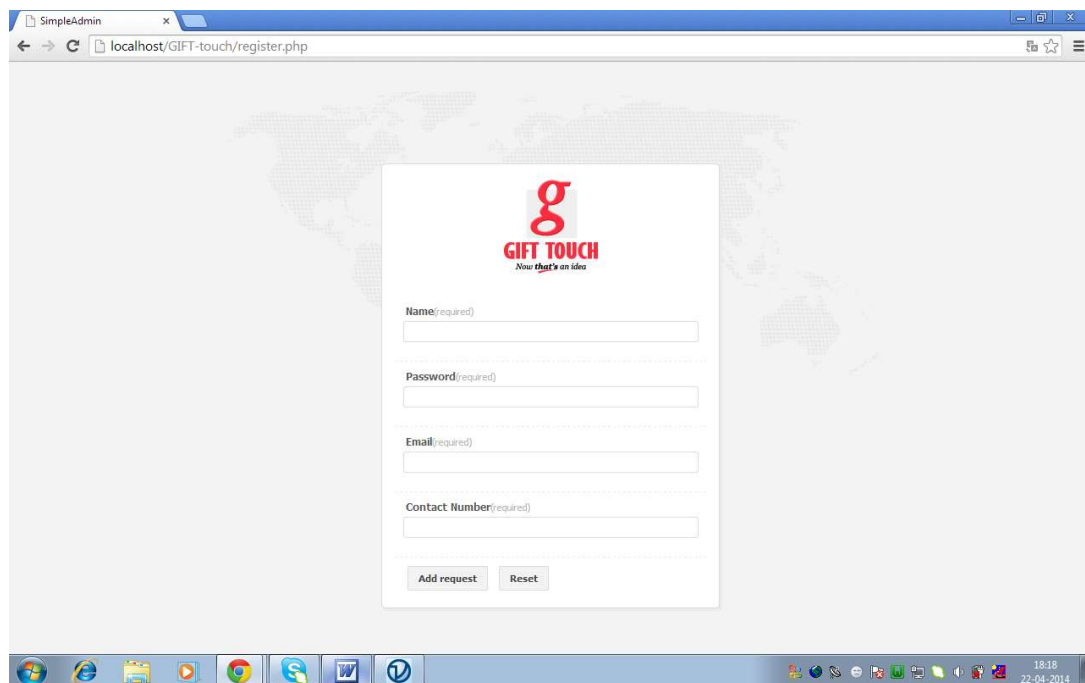 SimpleAdmin
localhost/GIFT-touch/register.php
g
GIFT TOUCH
Now that's an idea
Name(required)
Password(required)
Email(required)
Contact Number(required)
Add request Reset
18:18
22-04-2014